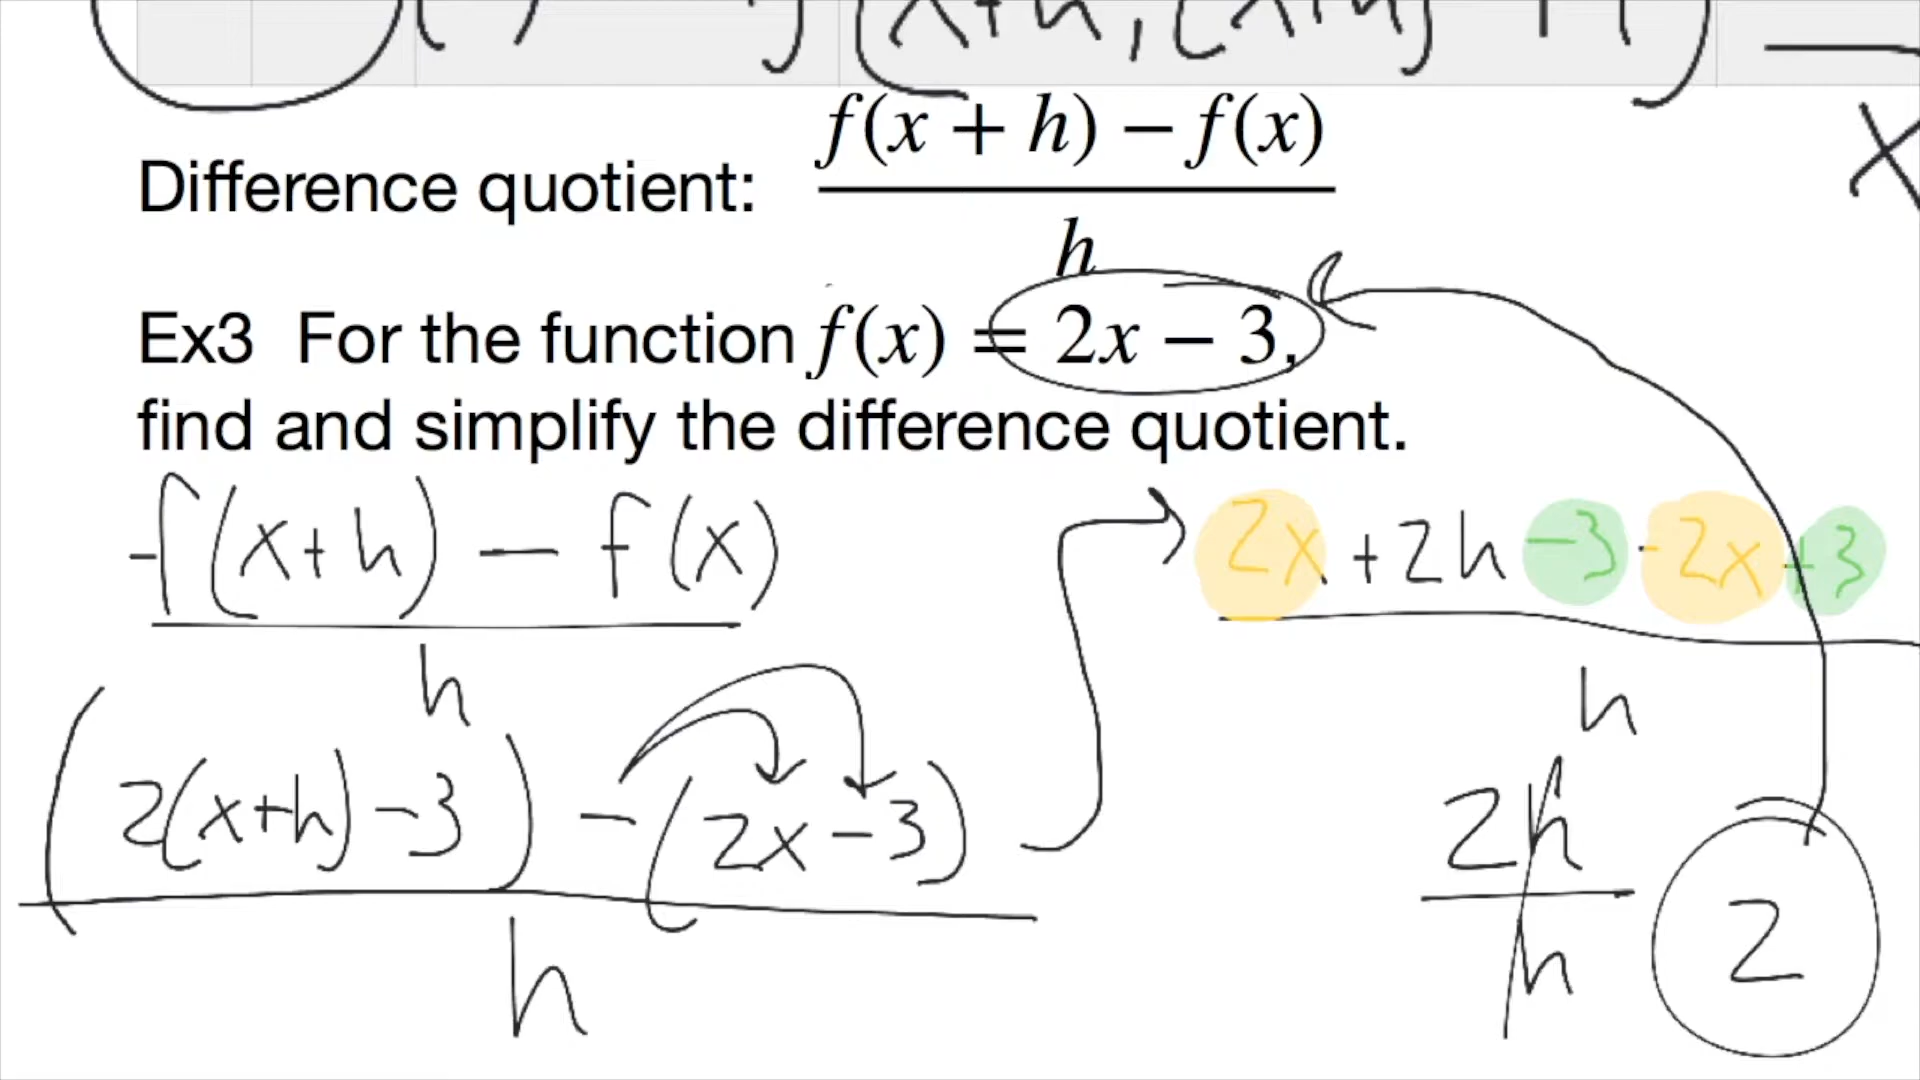 f(x + h) − f(x)
Difference quotient:
h
Ex3 For the function f(x) = 2x − 3,
find and simplify the difference quotient.
f(x+h) − f(x)
h
2x +2h −3 -2x +3
h
(2(x+h) −3) − (2x −3)
h
2h
h
2
x